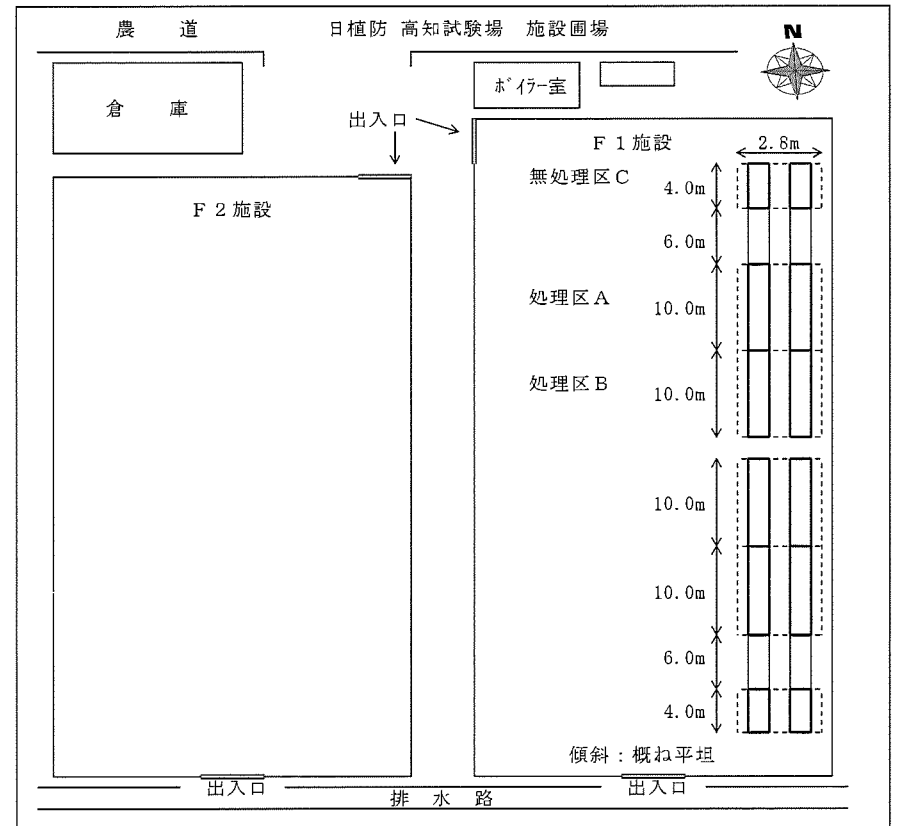 農　道
日植防 高知試験場 施設圃場
N
倉　庫
ボイラー室
出入口
F1施設
2.8m
F2施設
無処理区C
4.0m
6.0m
処理区A
10.0m
処理区B
10.0m
10.0m
10.0m
6.0m
4.0m
傾斜：概ね平坦
出入口
出入口
排 水 路